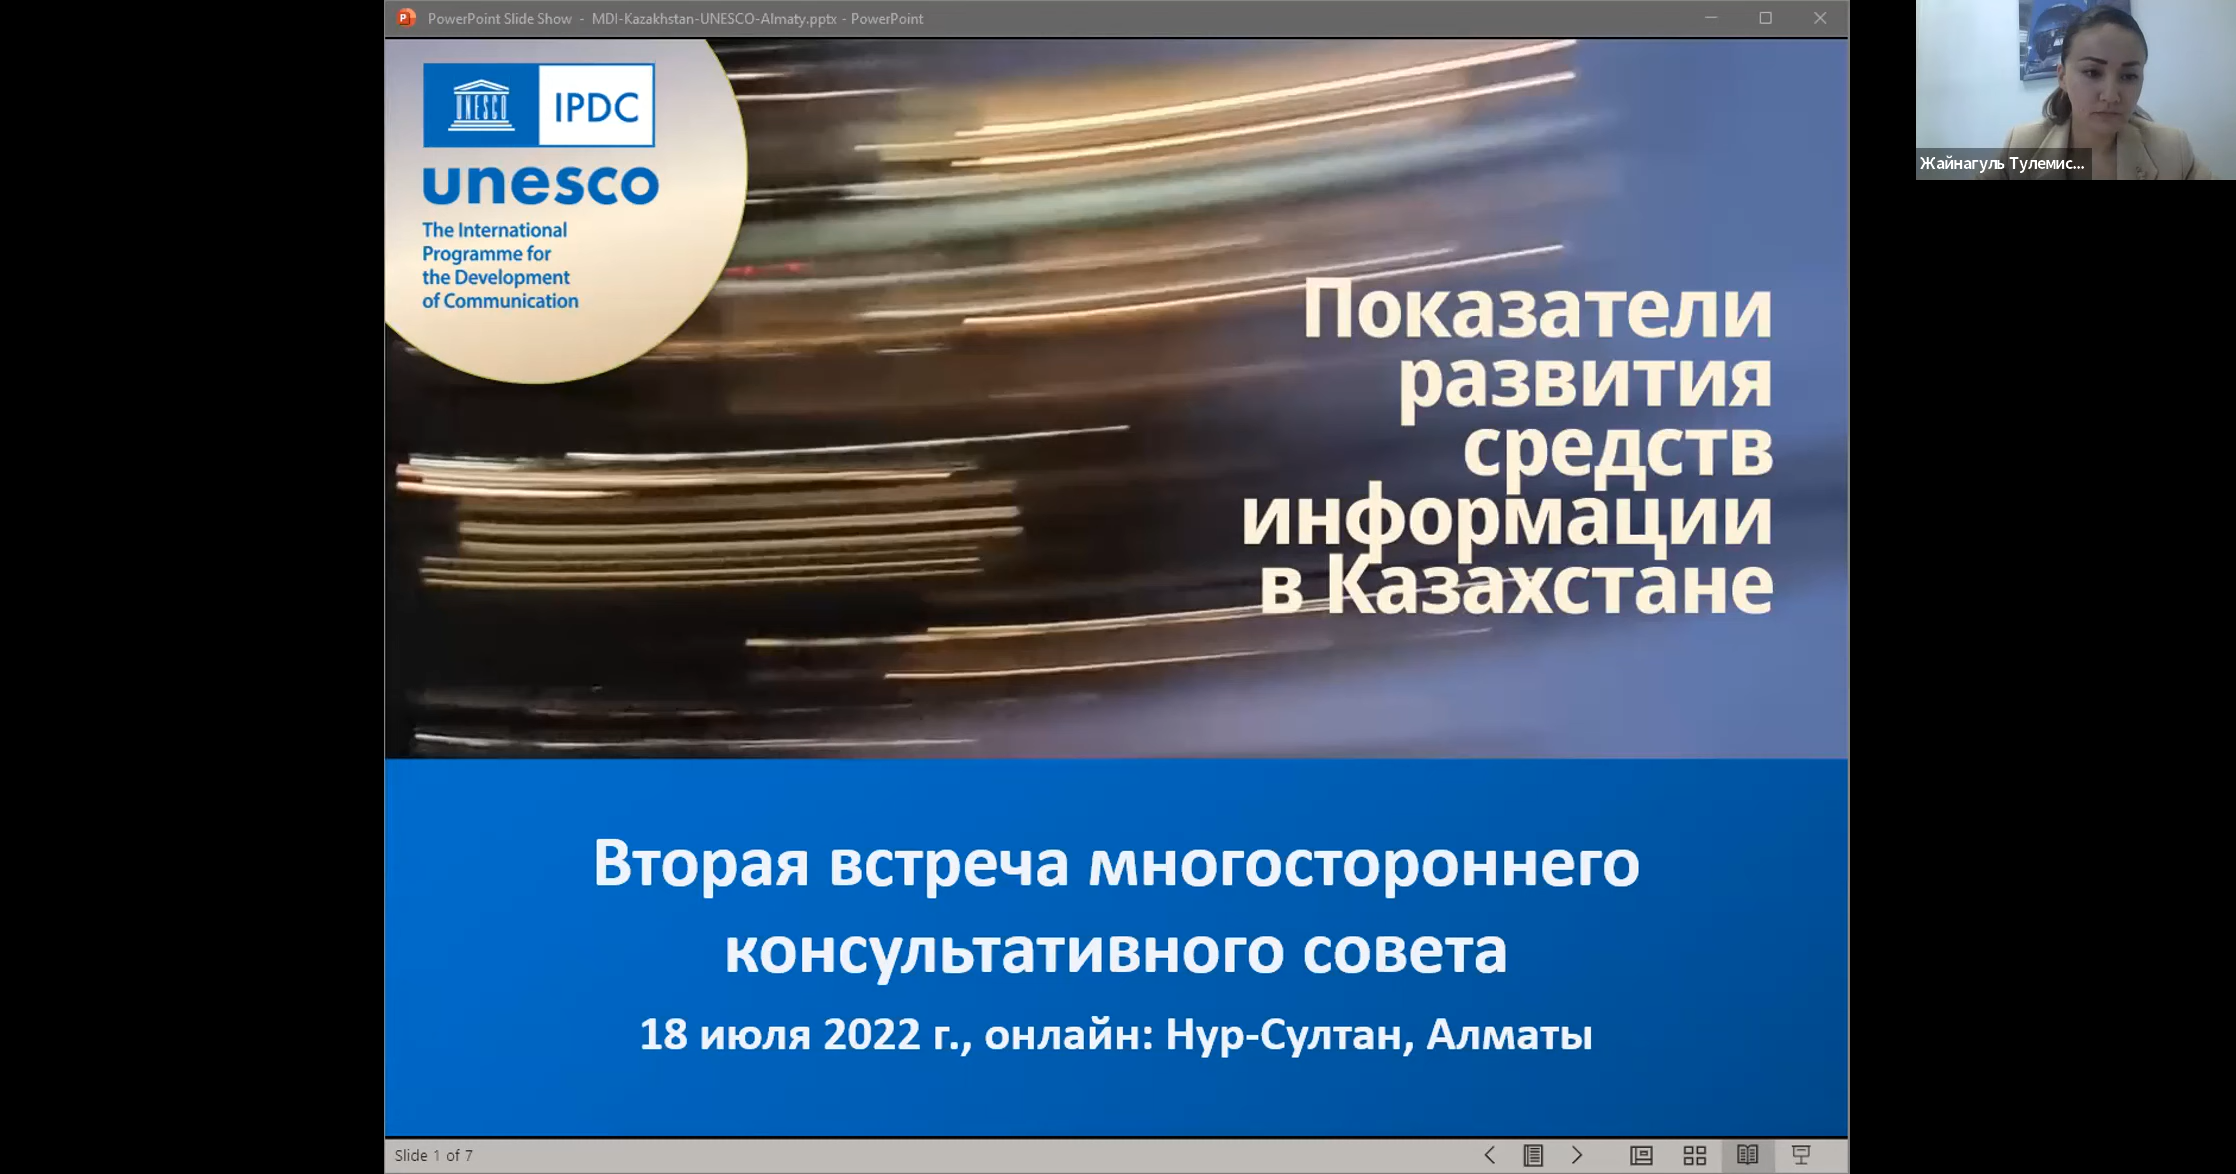 PowerPoint Slide Show - MDI-Kazakhstan-UNESCO-Almaty.pptx - PowerPoint
UNESCO
IPDC
unesco
The International
Programme for
the Development
of Communication
Показатели
развития
средств
информации
в Казахстане
Вторая встреча многостороннего
консультативного совета
18 июля 2022 г., онлайн: Нур-Султан, Алматы
Slide 1 of 7
Жайнагуль Тулемис...